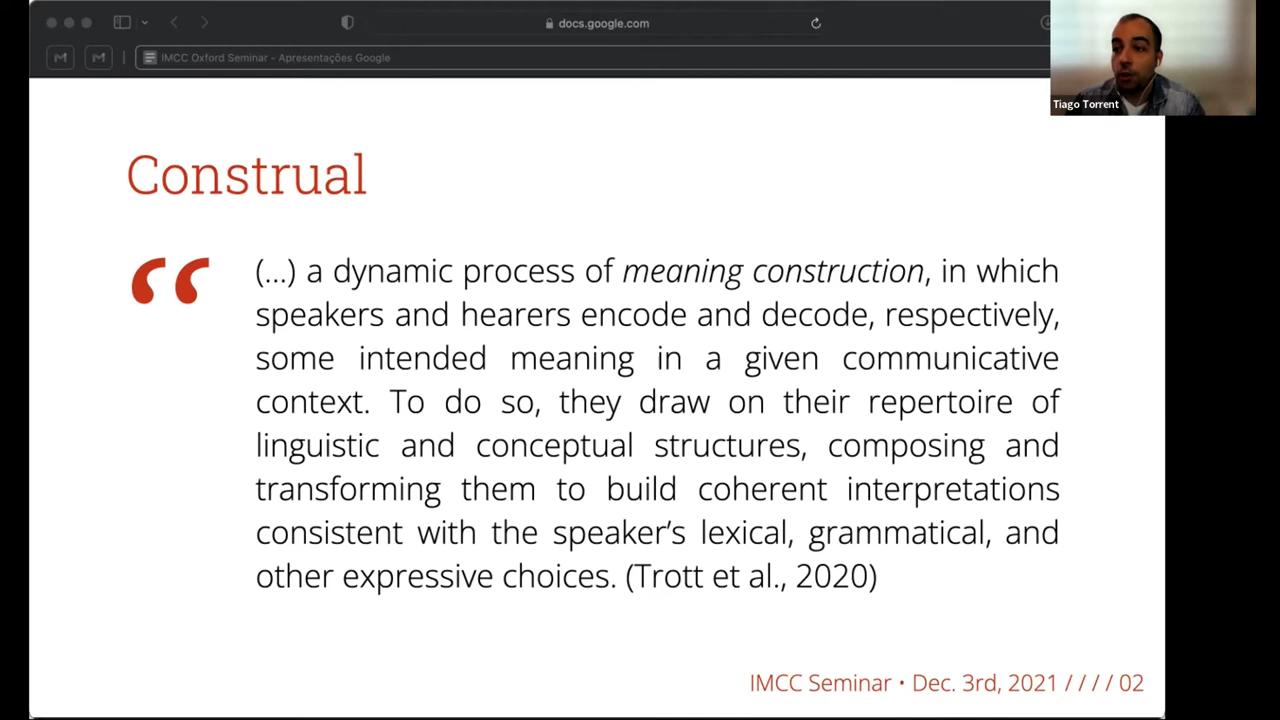 docs.google.com
IMCC Oxford Seminar - Apresentações Google
Tiago Torrent
Construal
“
(...) a dynamic process of meaning construction, in which
speakers and hearers encode and decode, respectively,
some intended meaning in a given communicative
context. To do so, they draw on their repertoire of
linguistic and conceptual structures, composing and
transforming them to build coherent interpretations
consistent with the speaker’s lexical, grammatical, and
other expressive choices. (Trott et al., 2020)
IMCC Seminar • Dec. 3rd, 2021 / / / / 02